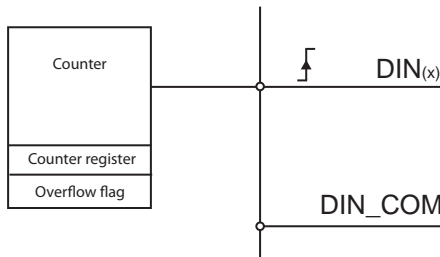 Counter
Counter register
Overflow flag
DIN(x)
DIN_COM